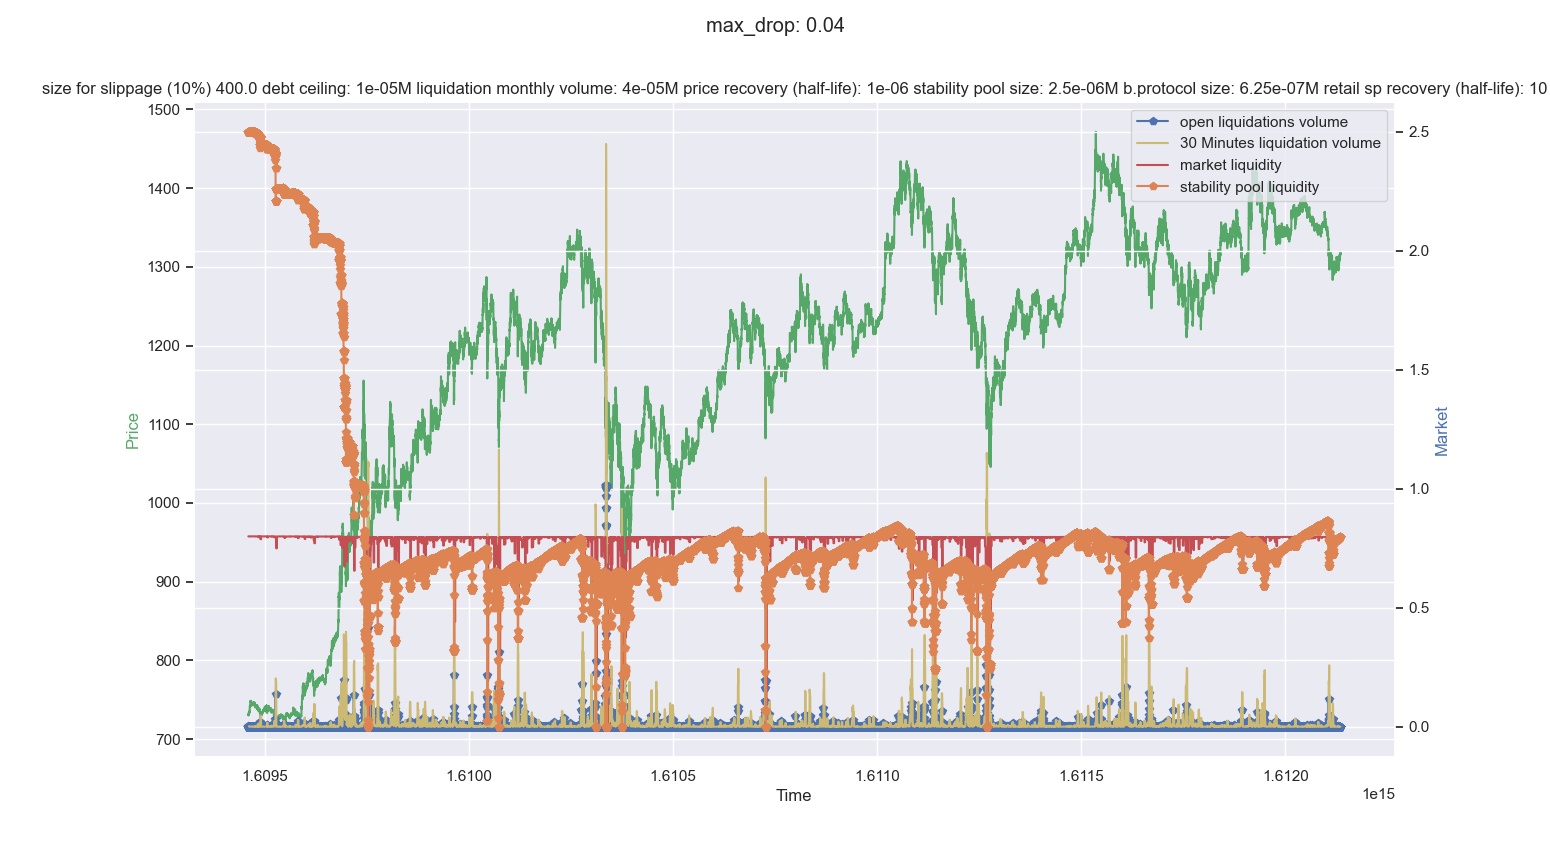 max_drop: 0.04
size for slippage (10%) 400.0 debt ceiling: 1e-05M liquidation monthly volume: 4e-05M price recovery (half-life): 1e-06 stability pool size: 2.5e-06M b.protocol size: 6.25e-07M retail sp recovery (half-life): 10
open liquidations volume
30 Minutes liquidation volume
market liquidity
stability pool liquidity
1500
1400
1300
1200
1100
1000
900
800
700
Price
2.5
2.0
1.5
1.0
0.5
0.0
Market
1.6095
1.6100
1.6105
1.6110
1.6115
1.6120
1e15
Time